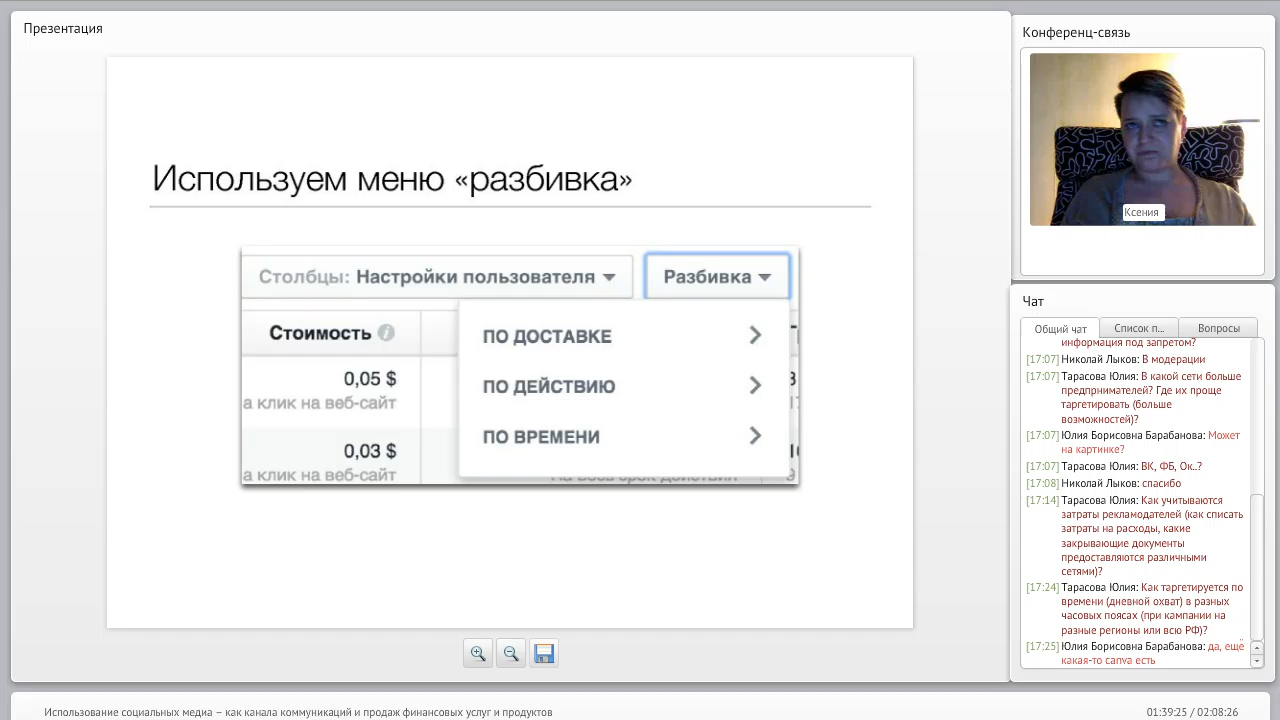 Презентация
Используем меню «разбивка»
Столбцы: Настройки пользователя
Разбивка
Стоимость
ПО ДОСТАВКЕ
0,05 $
а клик на веб-сайт
ПО ДЕЙСТВИЮ
0,03 $
ПО ВРЕМЕНИ
а клик на веб-сайт
Конференц-связь
Ксения
Чат
Общий чат
Список п...
Вопросы
информация под запретом?
[17:07] Николай Лыков: В модерации
[17:07] Тарасова Юлия: В какой сети больше
предпрнимателей? Где их проще
таргетировать (больше
возможностей)?
[17:07] Юлия Борисовна Барабанова: Может
на картинке?
[17:07] Тарасова Юлия: ВК, ФБ, Ок..?
[17:08] Николай Лыков: спасибо
[17:14] Тарасова Юлия: Как учитываются
затраты рекламодателей (как списать
затраты на расходы, какие
закрывающие документы
предоставляются различными
сетями)?
[17:24] Тарасова Юлия: Как таргетируется по
времени (дневной охват) в разных
часовых поясах (при кампании на
разные регионы или всю РФ)?
[17:25] Юлия Борисовна Барабанова: да, еще
какая-то canva есть
Использование социальных медиа – как канала коммуникаций и продаж финансовых услуг и продуктов
01:39:25 / 02:08:26